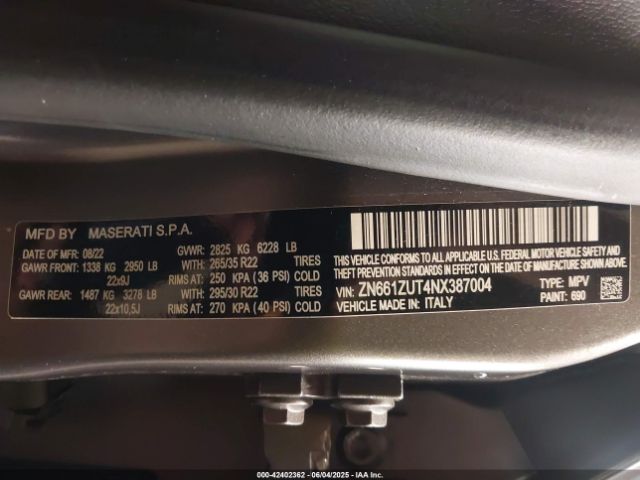 MFD BY MASERATI S.P.A.
DATE OF MFR: 08/22 GVWR: 2825 KG 6228 LB
GAWR FRONT: 1338 KG 2950 LB WITH: 265/35 R22 TIRES
22x9J RIMS AT: 250 KPA (36 PSI) COLD
GAWR REAR: 1487 KG 3278 LB WITH: 295/30 R22 TIRES
22x10,5J RIMS AT: 270 KPA (40 PSI) COLD
THIS VEHICLE CONFORMS TO ALL APPLICABLE U.S. FEDERAL MOTOR VEHICLE SAFETY, BUMPER, AND
THEFT PREVENTION STANDARDS IN EFFECT ON THE DATE OF MANUFACTURE SHOWN ABOVE.
VIN: ZN661ZUT4NX387004 TYPE: MPV
VEHICLE MADE IN: ITALY PAINT: 690
000-42402362 - 06/04/2025 - IAA Inc.